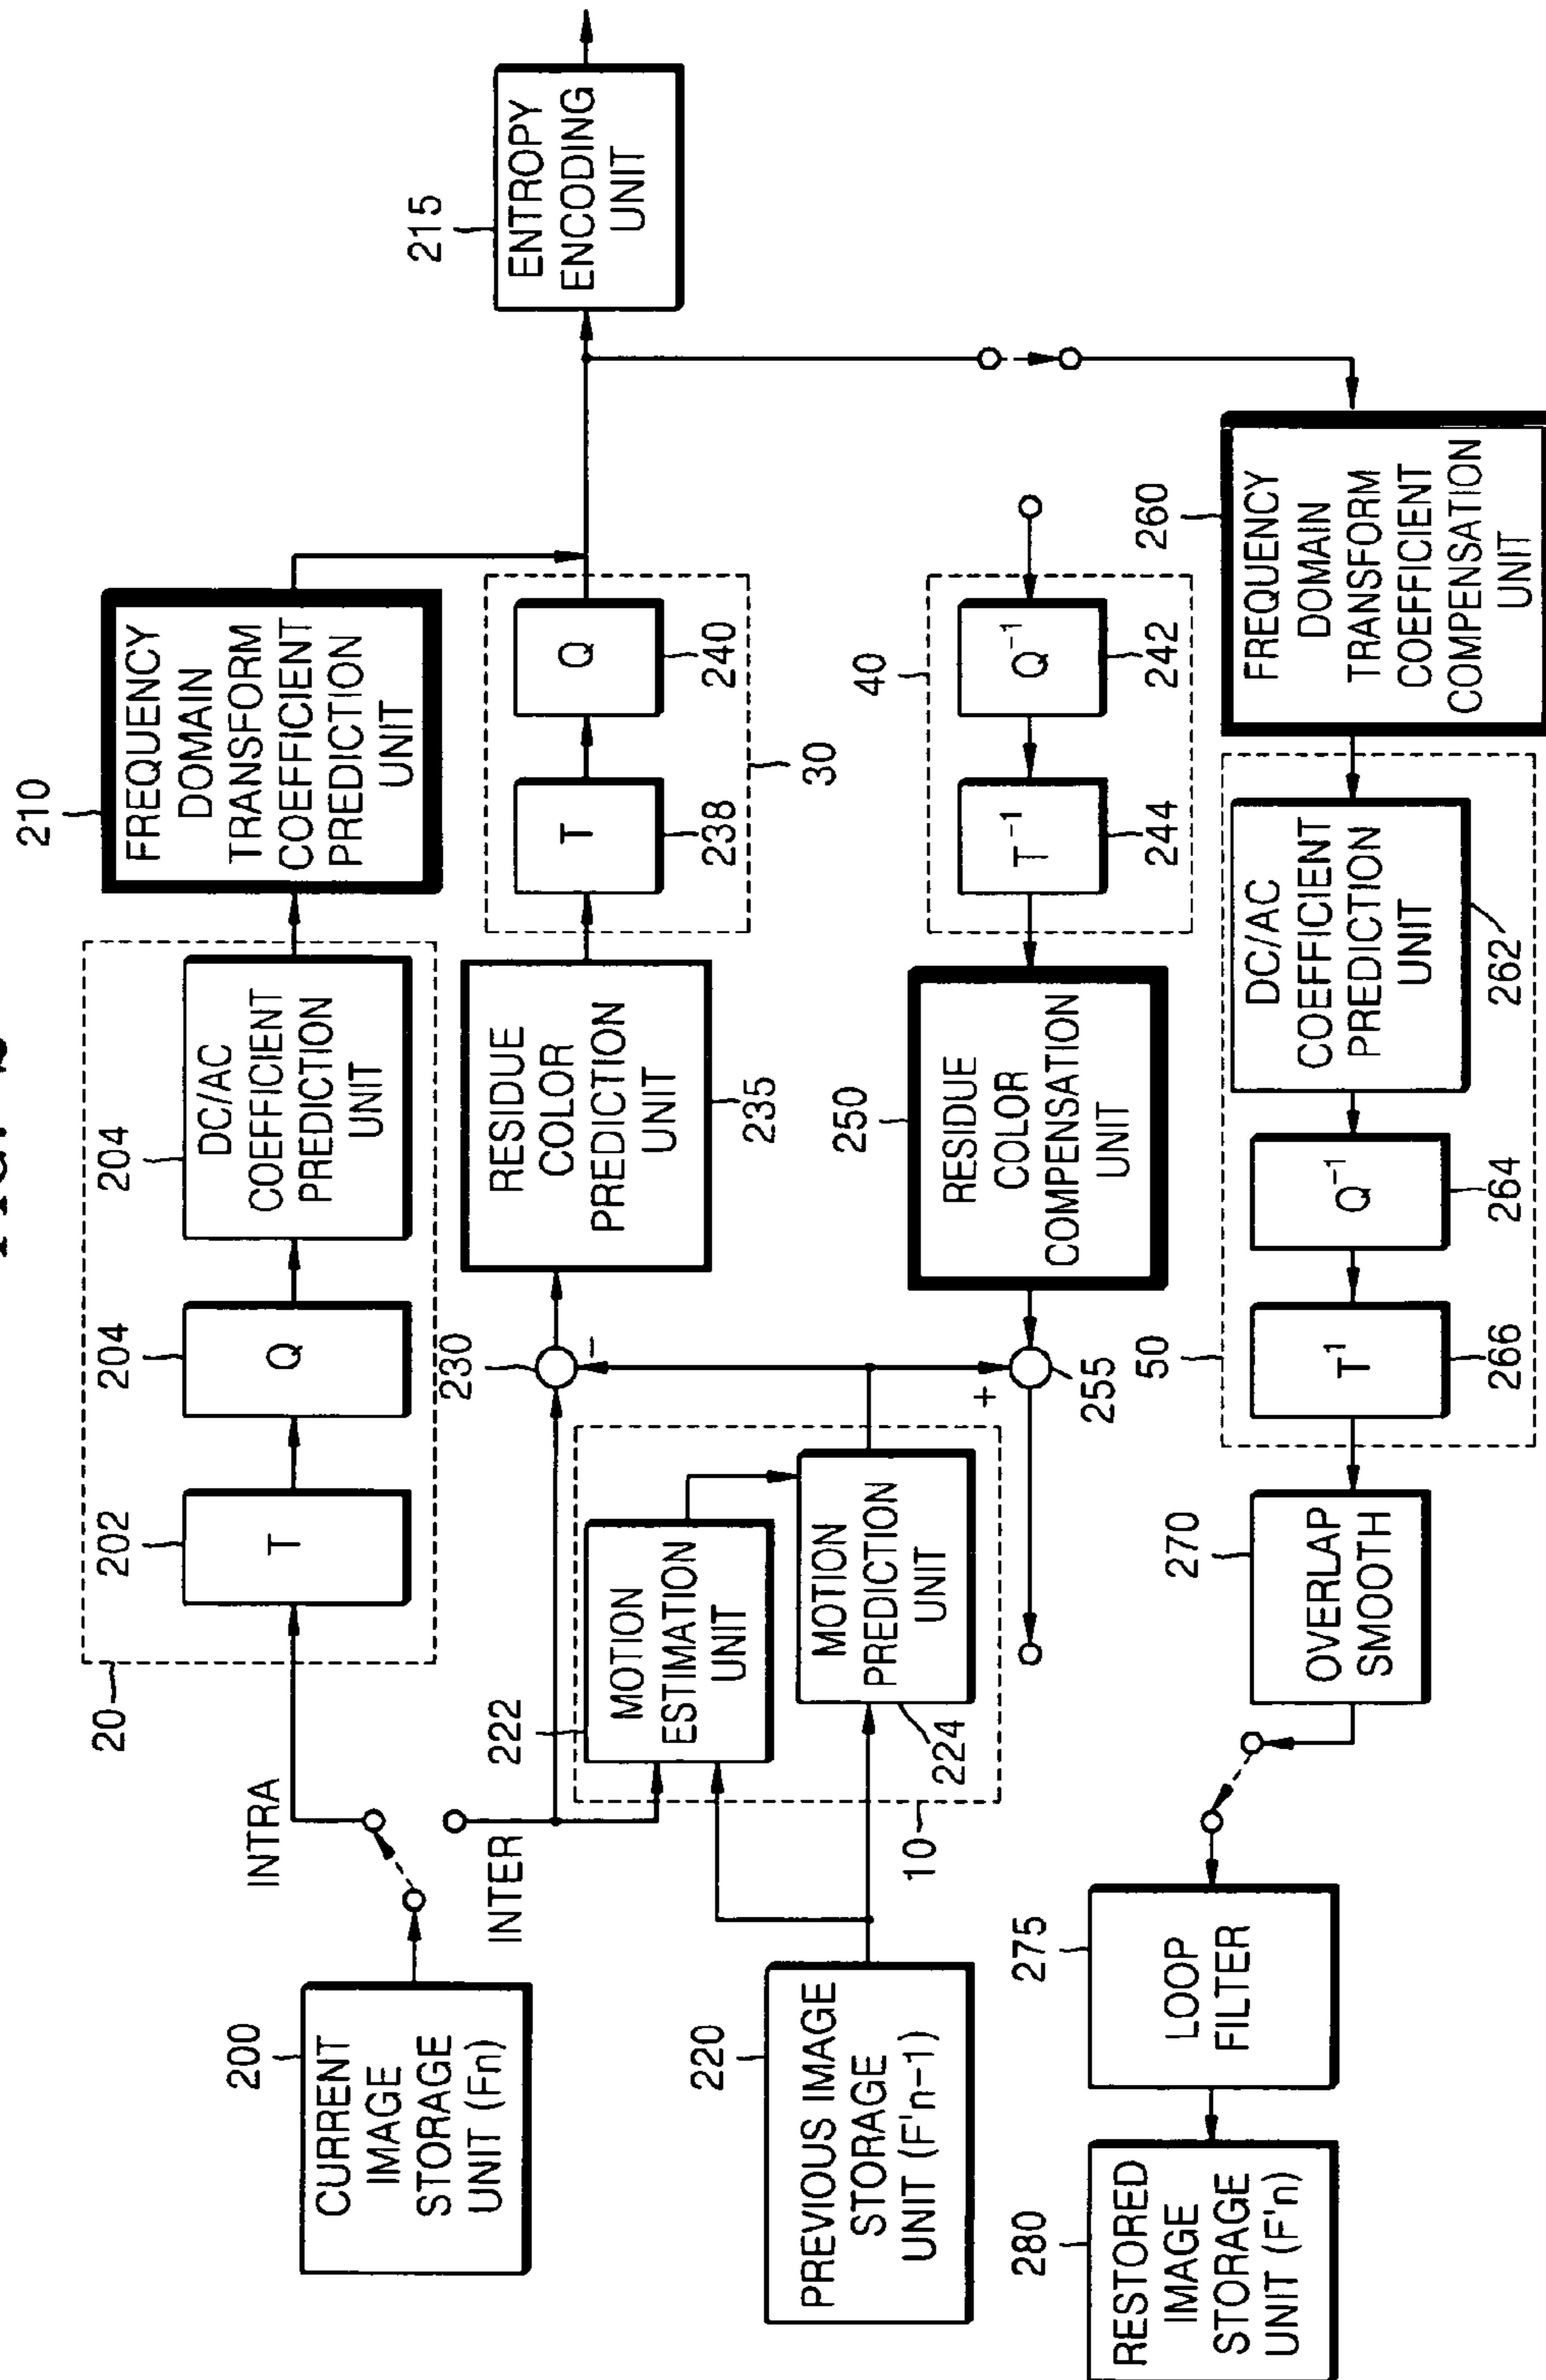 210
FREQUENCY
DOMAIN
TRANSFORM
COEFFICIENT
PREDICTION
UNIT
20
202
T
204
Q
204
DC/AC
COEFFICIENT
PREDICTION
UNIT
INTRA
INTER
200
CURRENT
IMAGE
STORAGE
UNIT (Fn)
215
ENTROPY
ENCODING
UNIT
230
-
RESIDUE
COLOR
PREDICTION
UNIT
235
T
238
Q
240
30
222
MOTION
ESTIMATION
UNIT
MOTION
PREDICTION
UNIT
224
10
220
PREVIOUS IMAGE
STORAGE
UNIT (F'n-1)
+
255
250
RESIDUE
COLOR
COMPENSATION
UNIT
40
T-1
244
Q-1
242
260
FREQUENCY
DOMAIN
TRANSFORM
COEFFICIENT
COMPENSATION
UNIT
50
T1
266
Q-1
264
DC/AC
COEFFICIENT
PREDICTION
UNIT
262
270
OVERLAP
SMOOTH
275
LOOP
FILTER
280
RESTORED
IMAGE
STORAGE
UNIT (F'n)